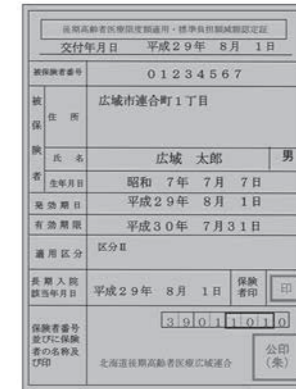 後期高齢者医療限度額適用・標準負担額減額認定証
交付年月日 平成29年 8月 1日
被保険者番号 01234567
被保険者
住所 広域市連合町1丁目
氏名 広域 太郎 男
生年月日 昭和 7年 7月 7日
発効期日 平成29年 8月 1日
有効期限 平成30年 7月31日
適用区分 区分Ⅱ
長期入院
該当年月日 平成29年 8月 1日 保険者印 印
保険者番号
並びに保険
者の名称及
び印
39011010
北海道後期高齢者医療広域連合
公印
(朱)